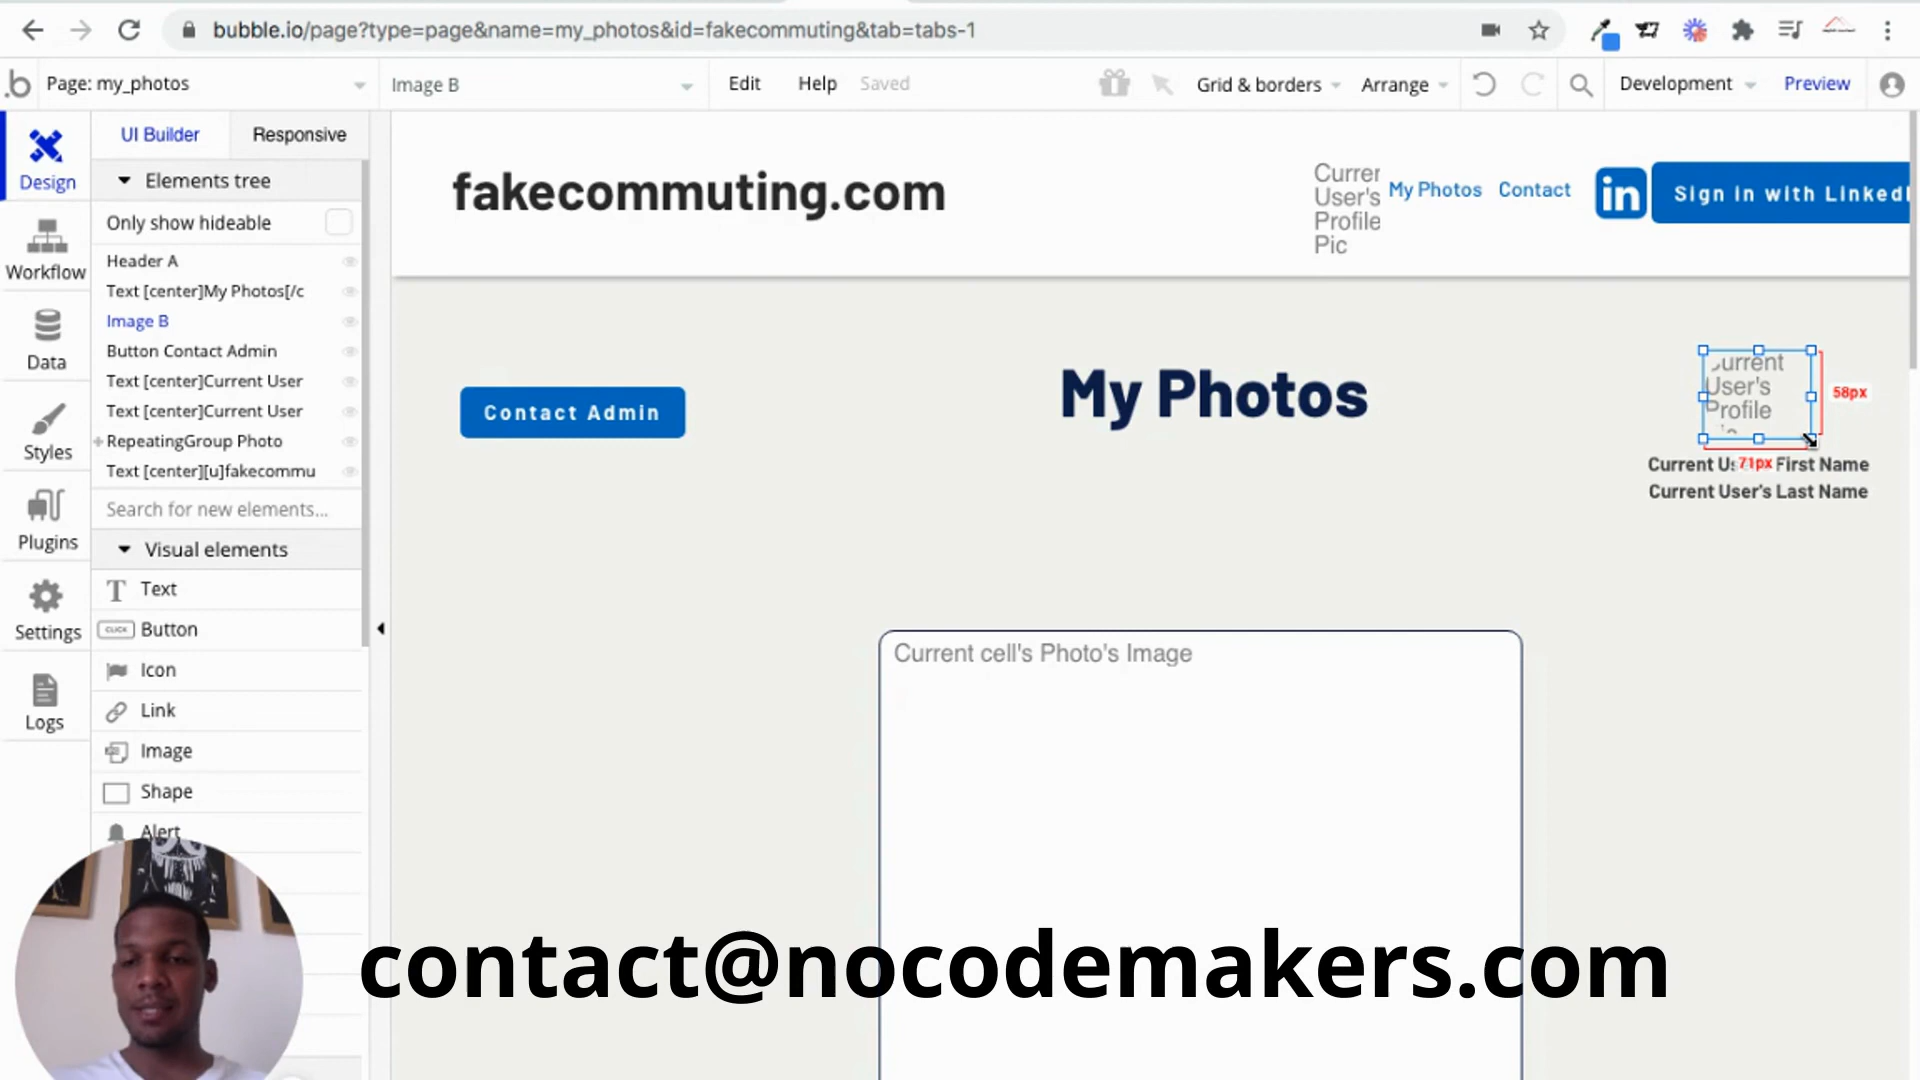 bubble.io/page?type=page&name=my_photos&id=fakecommuting&tab=tabs-1
Page: my_photos
Image B
Edit
Help
Saved
Grid & borders
Arrange
Development
Preview
UI Builder
Responsive
Design
Workflow
Data
Styles
Plugins
Settings
Logs
Elements tree
Only show hideable
Header A
Text [center]My Photos[/c
Image B
Button Contact Admin
Text [center]Current User
Text [center]Current User
RepeatingGroup Photo
Text [center][u]fakecommu
Search for new elements...
Visual elements
Text
CLICK Button
Icon
Link
Image
Shape
Alert
fakecommuting.com
Currer
User's
Profile
Pic
My Photos
Contact
in
Sign in with LinkedI
Contact Admin
My Photos
Current
User's
Profile
58px
71px
Current Us First Name
Current User's Last Name
Current cell's Photo's Image
contact@nocodemakers.com